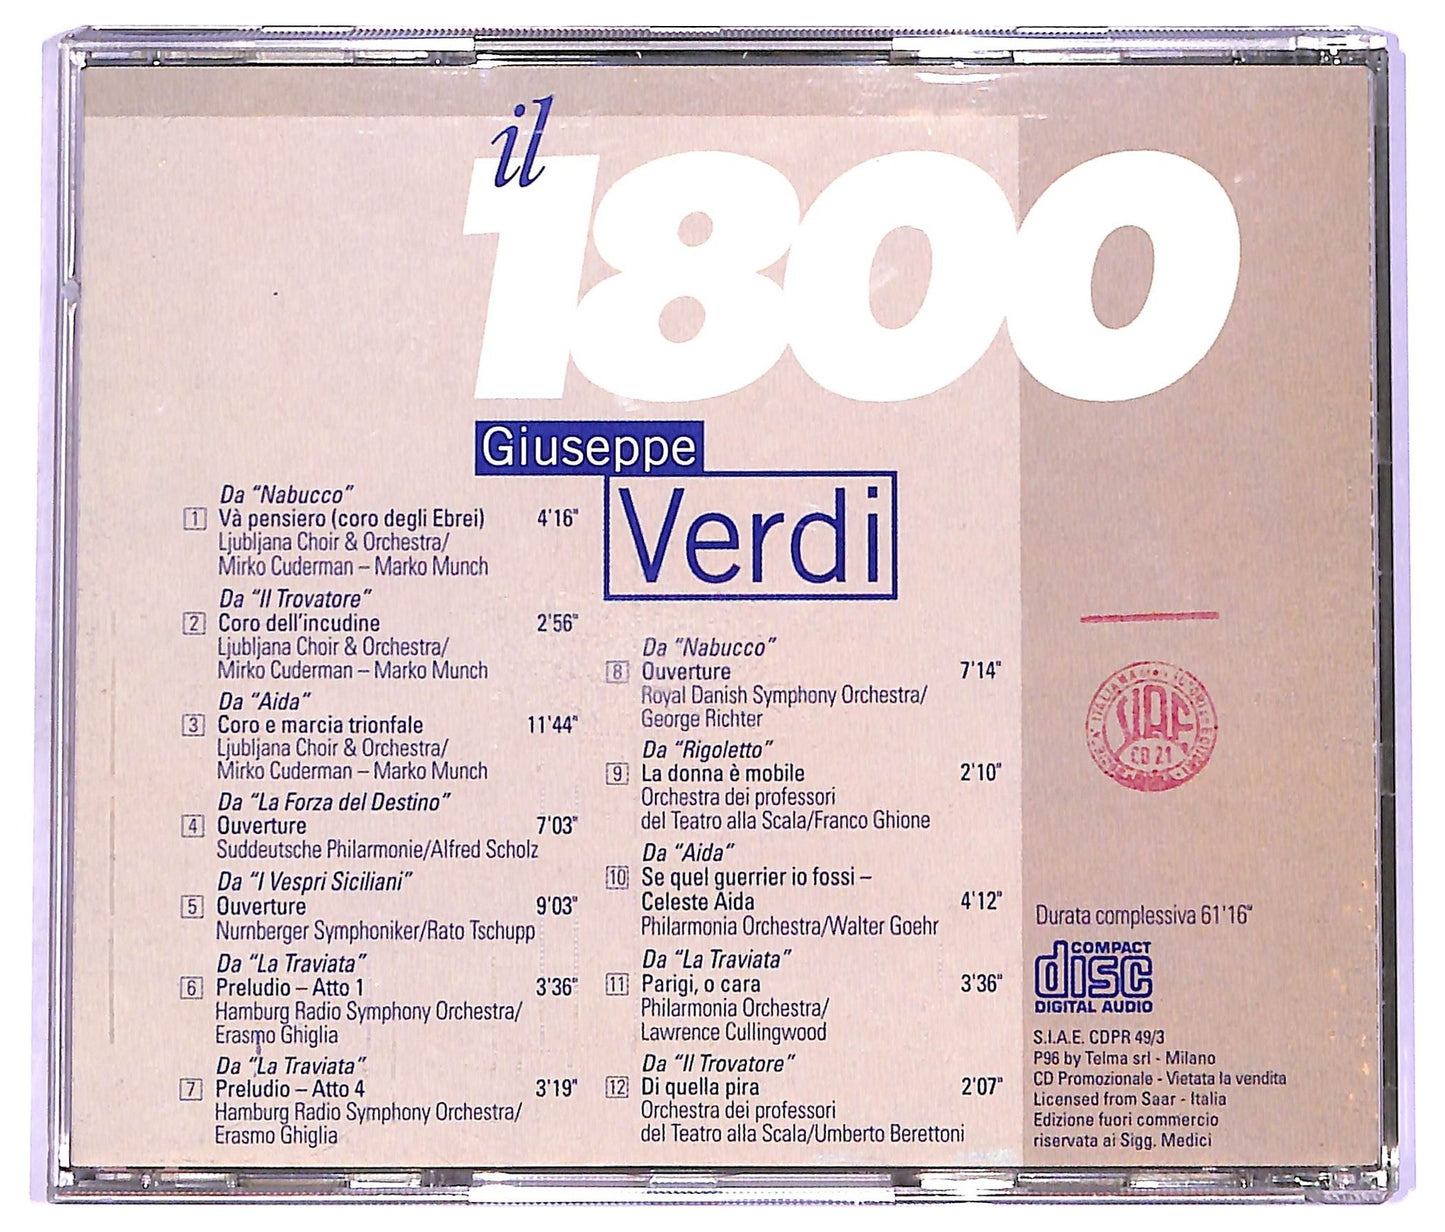 il
1800
Giuseppe
Verdi
Da "Nabucco"
1 Và pensiero (coro degli Ebrei) 4'16"
Ljubljana Choir & Orchestra/
Mirko Cuderman – Marko Munch
Da "Il Trovatore"
2 Coro dell'incudine 2'56"
Ljubljana Choir & Orchestra/
Mirko Cuderman – Marko Munch
Da "Aida"
3 Coro e marcia trionfale 11'44"
Ljubljana Choir & Orchestra/
Mirko Cuderman – Marko Munch
Da "La Forza del Destino"
4 Ouverture 7'03"
Suddeutsche Philarmonie/Alfred Scholz
Da "I Vespri Siciliani"
5 Ouverture 9'03"
Nurnberger Symphoniker/Rato Tschupp
Da "La Traviata"
6 Preludio – Atto 1 3'36"
Hamburg Radio Symphony Orchestra/
Erasmo Ghiglia
Da "La Traviata"
7 Preludio – Atto 4 3'19"
Hamburg Radio Symphony Orchestra/
Erasmo Ghiglia
Da "Nabucco"
8 Ouverture 7'14"
Royal Danish Symphony Orchestra/
George Richter
Da "Rigoletto"
9 La donna è mobile 2'10"
Orchestra dei professori
del Teatro alla Scala/Franco Ghione
Da "Aida"
10 Se quel guerrier io fossi –
Celeste Aida 4'12"
Philarmonia Orchestra/Walter Goehr
Da "La Traviata"
11 Parigi, o cara 3'36"
Philarmonia Orchestra/
Lawrence Cullingwood
Da "Il Trovatore"
12 Di quella pira 2'07"
Orchestra dei professori
del Teatro alla Scala/Umberto Berettoni
SIAE
CD 21
Durata complessiva 61'16"
COMPACT
disc
DIGITAL AUDIO
S.I.A.E. CDPR 49/3
P96 by Telma srl - Milano
CD Promozionale - Vietata la vendita
Licensed from Saar - Italia
Edizione fuori commercio
riservata ai Sigg. Medici